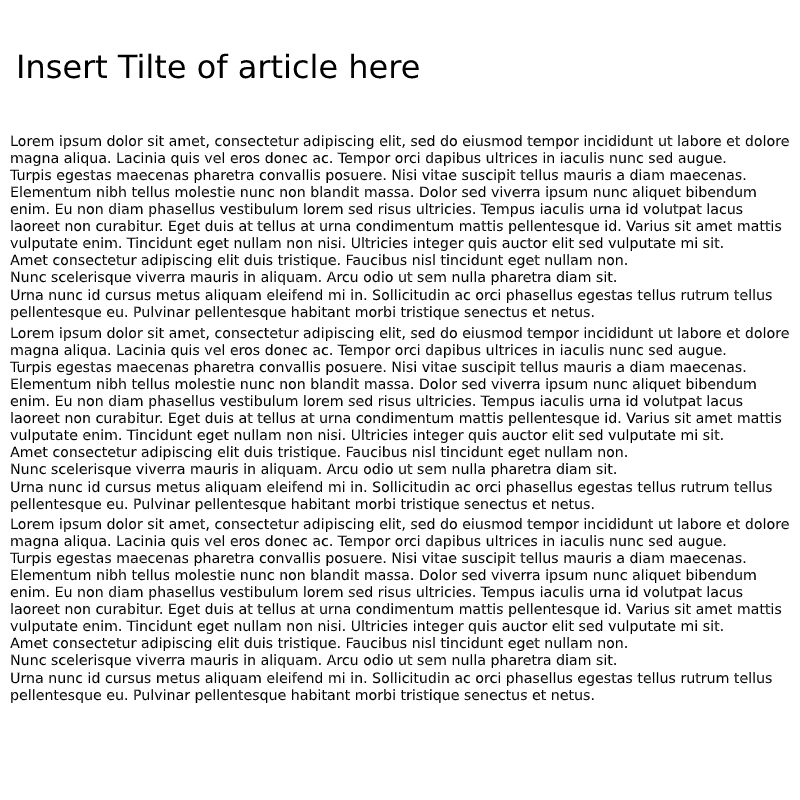 Insert Tilte of article here
Lorem ipsum dolor sit amet, consectetur adipiscing elit, sed do eiusmod tempor incididunt ut labore et dolore
magna aliqua. Lacinia quis vel eros donec ac. Tempor orci dapibus ultrices in iaculis nunc sed augue.
Turpis egestas maecenas pharetra convallis posuere. Nisi vitae suscipit tellus mauris a diam maecenas.
Elementum nibh tellus molestie nunc non blandit massa. Dolor sed viverra ipsum nunc aliquet bibendum
enim. Eu non diam phasellus vestibulum lorem sed risus ultricies. Tempus iaculis urna id volutpat lacus
laoreet non curabitur. Eget duis at tellus at urna condimentum mattis pellentesque id. Varius sit amet mattis
vulputate enim. Tincidunt eget nullam non nisi. Ultricies integer quis auctor elit sed vulputate mi sit.
Amet consectetur adipiscing elit duis tristique. Faucibus nisl tincidunt eget nullam non.
Nunc scelerisque viverra mauris in aliquam. Arcu odio ut sem nulla pharetra diam sit.
Urna nunc id cursus metus aliquam eleifend mi in. Sollicitudin ac orci phasellus egestas tellus rutrum tellus
pellentesque eu. Pulvinar pellentesque habitant morbi tristique senectus et netus.
Lorem ipsum dolor sit amet, consectetur adipiscing elit, sed do eiusmod tempor incididunt ut labore et dolore
magna aliqua. Lacinia quis vel eros donec ac. Tempor orci dapibus ultrices in iaculis nunc sed augue.
Turpis egestas maecenas pharetra convallis posuere. Nisi vitae suscipit tellus mauris a diam maecenas.
Elementum nibh tellus molestie nunc non blandit massa. Dolor sed viverra ipsum nunc aliquet bibendum
enim. Eu non diam phasellus vestibulum lorem sed risus ultricies. Tempus iaculis urna id volutpat lacus
laoreet non curabitur. Eget duis at tellus at urna condimentum mattis pellentesque id. Varius sit amet mattis
vulputate enim. Tincidunt eget nullam non nisi. Ultricies integer quis auctor elit sed vulputate mi sit.
Amet consectetur adipiscing elit duis tristique. Faucibus nisl tincidunt eget nullam non.
Nunc scelerisque viverra mauris in aliquam. Arcu odio ut sem nulla pharetra diam sit.
Urna nunc id cursus metus aliquam eleifend mi in. Sollicitudin ac orci phasellus egestas tellus rutrum tellus
pellentesque eu. Pulvinar pellentesque habitant morbi tristique senectus et netus.
Lorem ipsum dolor sit amet, consectetur adipiscing elit, sed do eiusmod tempor incididunt ut labore et dolore
magna aliqua. Lacinia quis vel eros donec ac. Tempor orci dapibus ultrices in iaculis nunc sed augue.
Turpis egestas maecenas pharetra convallis posuere. Nisi vitae suscipit tellus mauris a diam maecenas.
Elementum nibh tellus molestie nunc non blandit massa. Dolor sed viverra ipsum nunc aliquet bibendum
enim. Eu non diam phasellus vestibulum lorem sed risus ultricies. Tempus iaculis urna id volutpat lacus
laoreet non curabitur. Eget duis at tellus at urna condimentum mattis pellentesque id. Varius sit amet mattis
vulputate enim. Tincidunt eget nullam non nisi. Ultricies integer quis auctor elit sed vulputate mi sit.
Amet consectetur adipiscing elit duis tristique. Faucibus nisl tincidunt eget nullam non.
Nunc scelerisque viverra mauris in aliquam. Arcu odio ut sem nulla pharetra diam sit.
Urna nunc id cursus metus aliquam eleifend mi in. Sollicitudin ac orci phasellus egestas tellus rutrum tellus
pellentesque eu. Pulvinar pellentesque habitant morbi tristique senectus et netus.